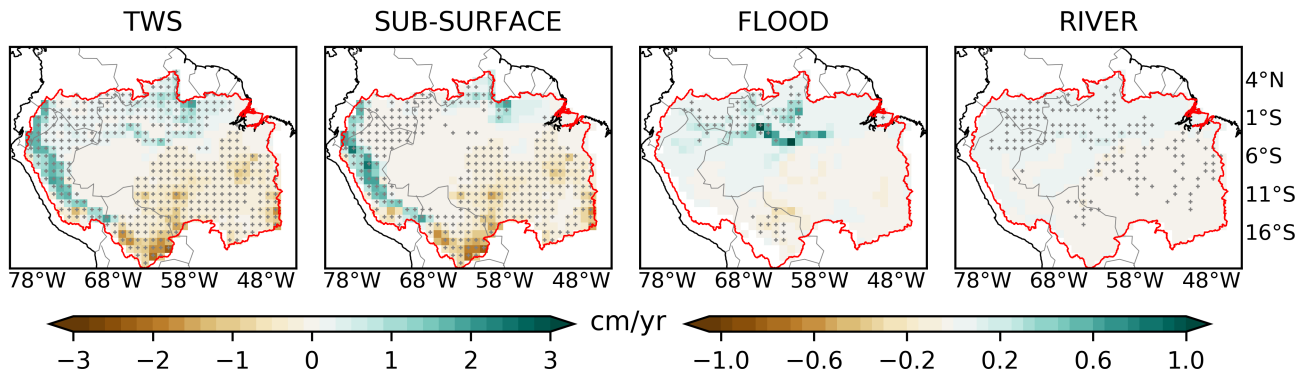 TWS SUB-SURFACE FLOOD RIVER
4°N
1°S
6°S
11°S
16°S
78°W 68°W 58°W 48°W 78°W 68°W 58°W 48°W 78°W 68°W 58°W 48°W 78°W 68°W 58°W 48°W
cm/yr
−3 −2 −1 0 1 2 3 −1.0 −0.6 −0.2 0.2 0.6 1.0